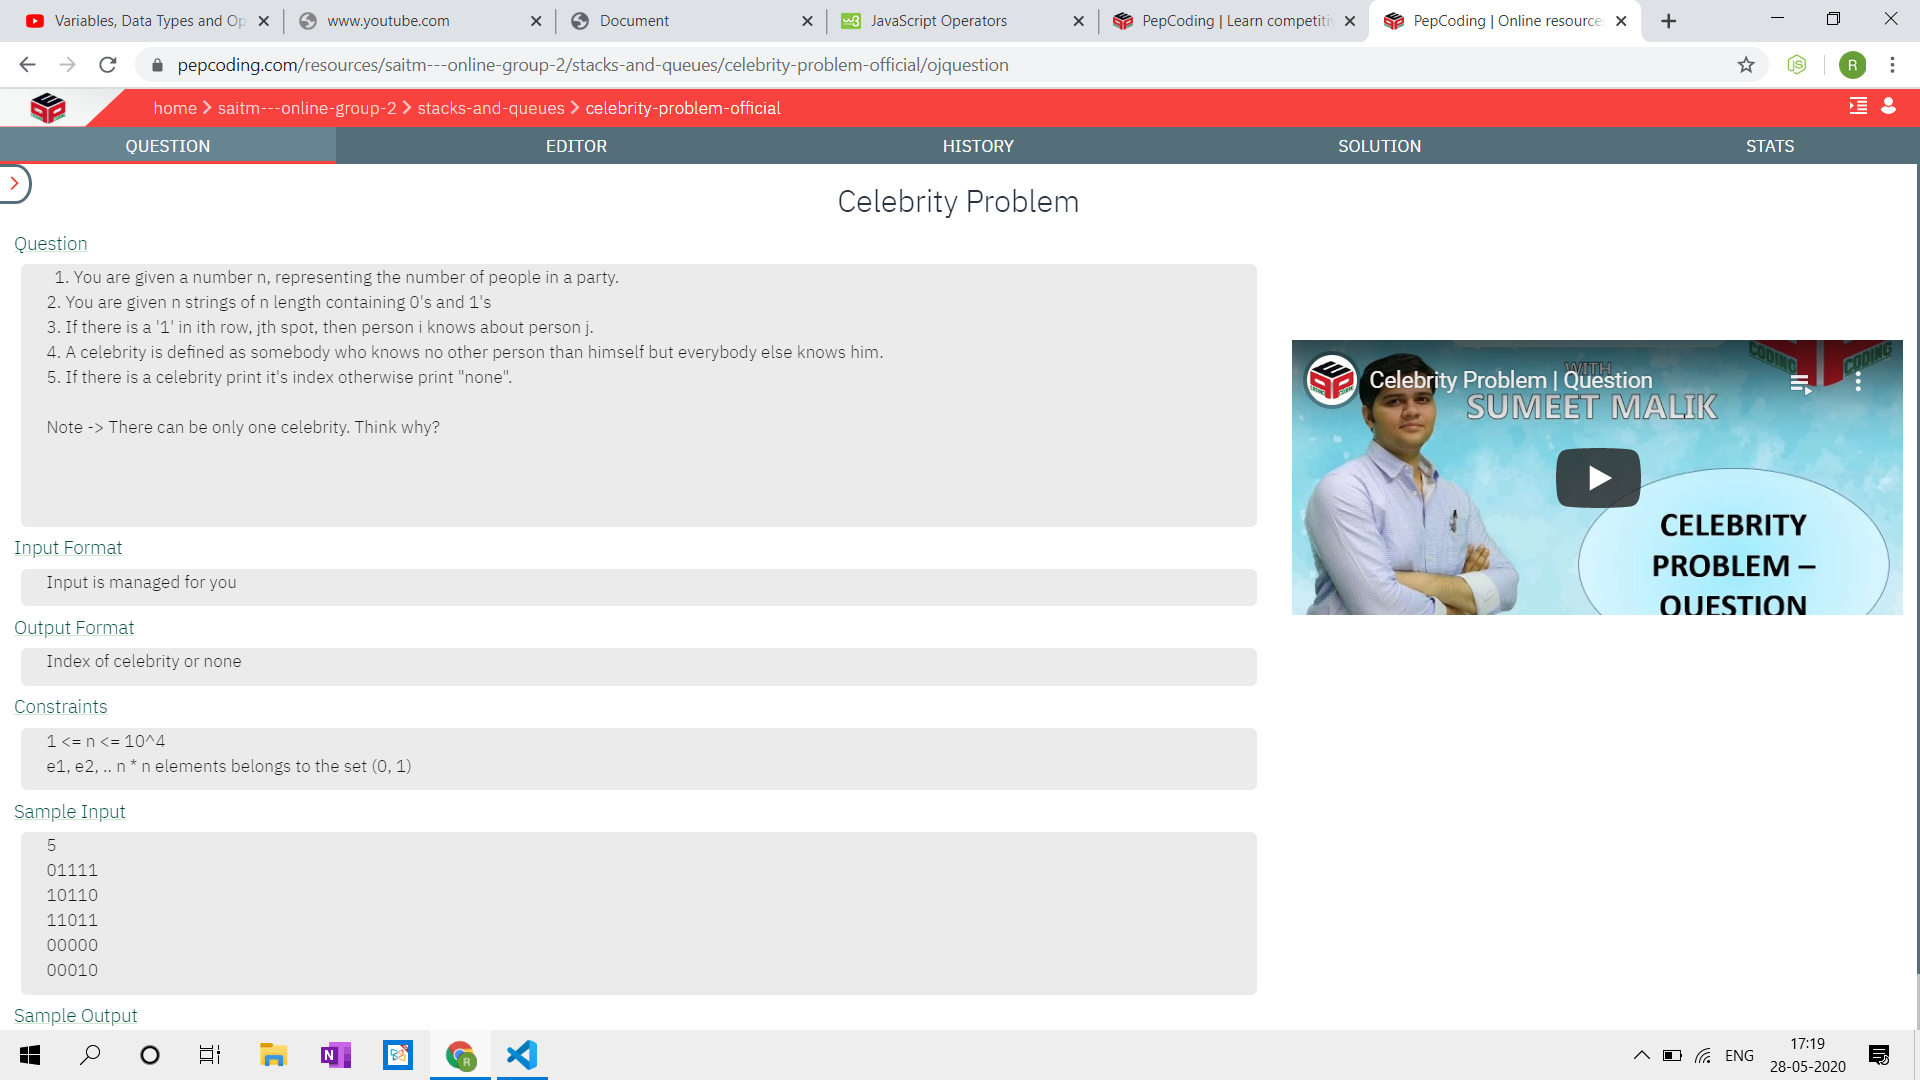 Variables, Data Types and Op
www.youtube.com
Document
JavaScript Operators
PepCoding | Learn competiti
PepCoding | Online resource
pepcoding.com/resources/saitm---online-group-2/stacks-and-queues/celebrity-problem-official/ojquestion
R
home > saitm---online-group-2 > stacks-and-queues > celebrity-problem-official
QUESTION EDITOR HISTORY SOLUTION STATS
Celebrity Problem
Question
1. You are given a number n, representing the number of people in a party.
2. You are given n strings of n length containing 0's and 1's
3. If there is a '1' in ith row, jth spot, then person i knows about person j.
4. A celebrity is defined as somebody who knows no other person than himself but everybody else knows him.
5. If there is a celebrity print it's index otherwise print "none".
Note -> There can be only one celebrity. Think why?
CODING CODING
WITH
Celebrity Problem | Question
SUMEET MALIK
CELEBRITY
PROBLEM –
QUESTION
Input Format
Input is managed for you
Output Format
Index of celebrity or none
Constraints
1 <= n <= 10^4
e1, e2, .. n * n elements belongs to the set (0, 1)
Sample Input
5
01111
10110
11011
00000
00010
Sample Output
ENG
17:19
28-05-2020